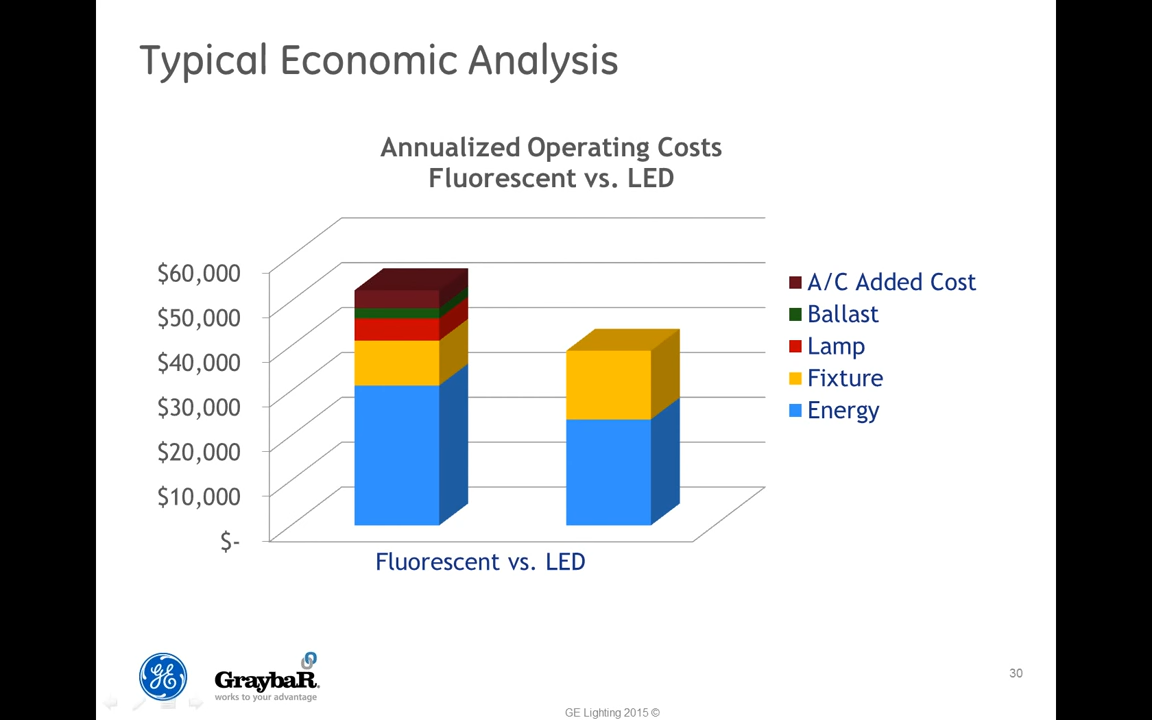 Typical Economic Analysis
Annualized Operating Costs
Fluorescent vs. LED
$60,000
$50,000
$40,000
$30,000
$20,000
$10,000
$-
Fluorescent vs. LED
A/C Added Cost
Ballast
Lamp
Fixture
Energy
GE
GraybaR.
works to your advantage
30
GE Lighting 2015 ©